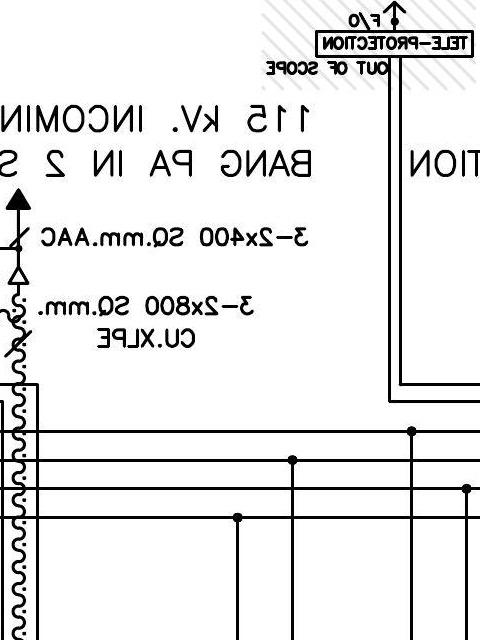 F/O
TELE-PROTECTION
OUT OF SCOPE
115 kV. INCOMIN
BANG PA IN 2 S
TION
3-2x400 SQ.mm.AAC
3-2x800 SQ.mm.
CU.XLPE